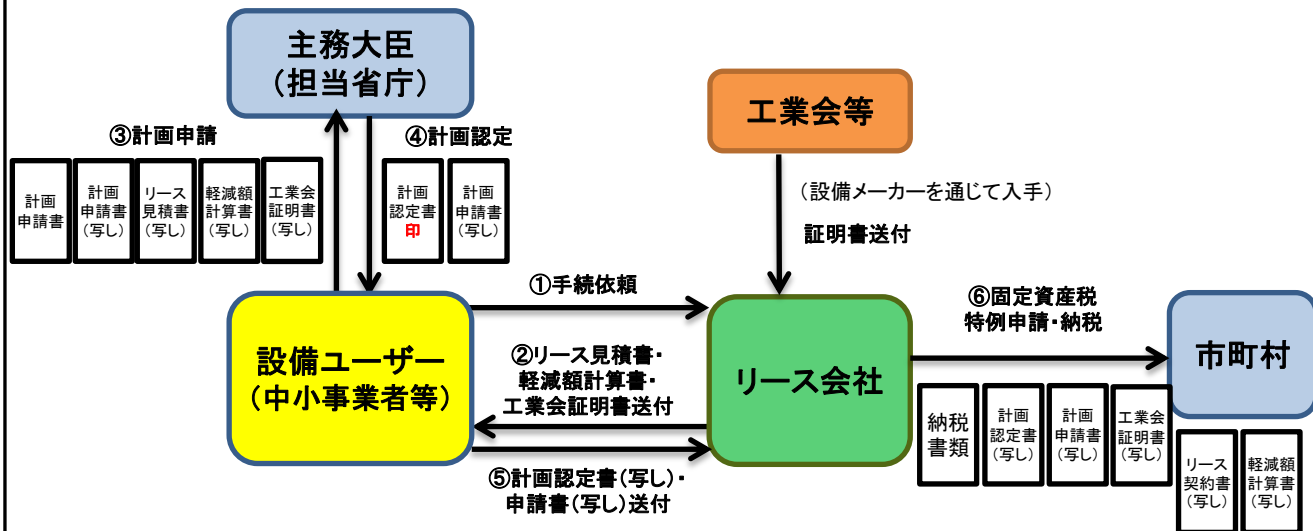 主務大臣
(担当省庁)
工業会等
③計画申請
④計画認定
計画
申請書
計画
申請書
(写し)
リース
見積書
(写し)
軽減額
計算書
(写し)
工業会
証明書
(写し)
計画
認定書
印
計画
申請書
(写し)
(設備メーカーを通じて入手)
証明書送付
①手続依頼
設備ユーザー
(中小事業者等)
②リース見積書・
軽減額計算書・
工業会証明書送付
⑤計画認定書(写し)・
申請書(写し)送付
リース会社
⑥固定資産税
特例申請・納税
市町村
納税
書類
計画
認定書
(写し)
計画
申請書
(写し)
工業会
証明書
(写し)
リース
契約書
(写し)
軽減額
計算書
(写し)